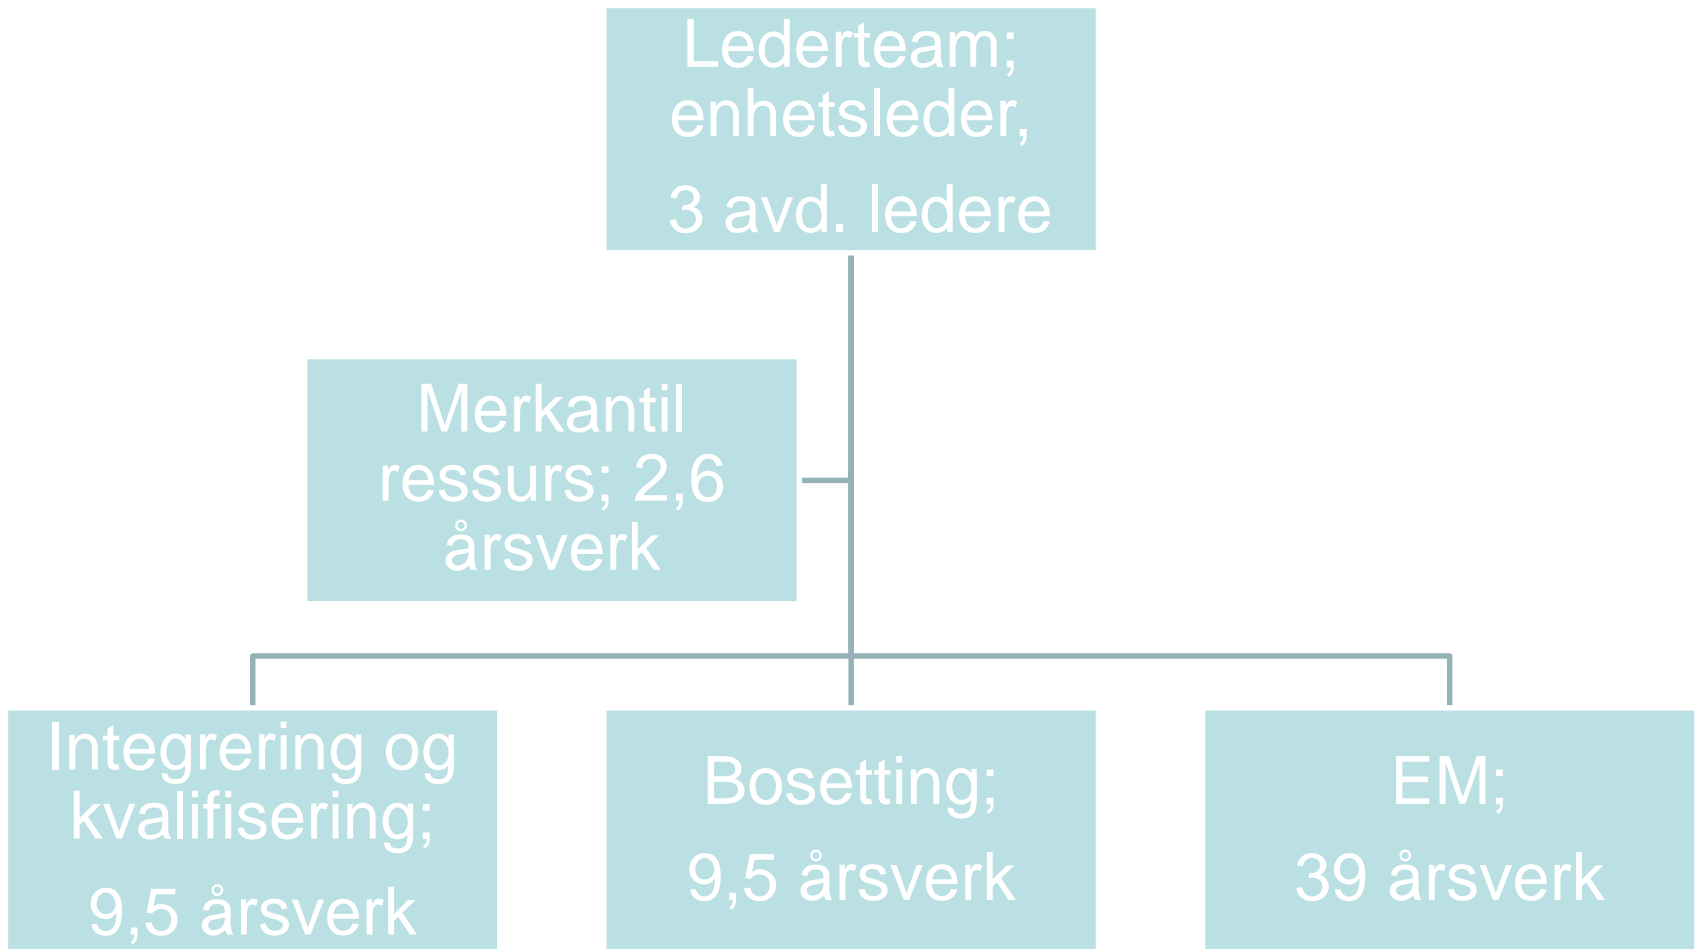 Lederteam;
enhetsleder,
3 avd. ledere
Merkantil
ressurs; 2,6
årsverk
Integrering og
kvalifisering;
9,5 årsverk
Bosetting;
9,5 årsverk
EM;
39 årsverk